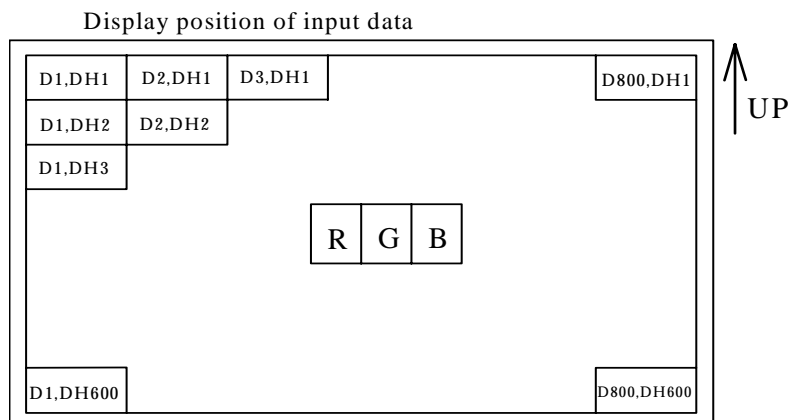 Display position of input data
D1,DH1 D2,DH1 D3,DH1 D800,DH1
UP
D1,DH2 D2,DH2
D1,DH3
R G B
D1,DH600 D800,DH600